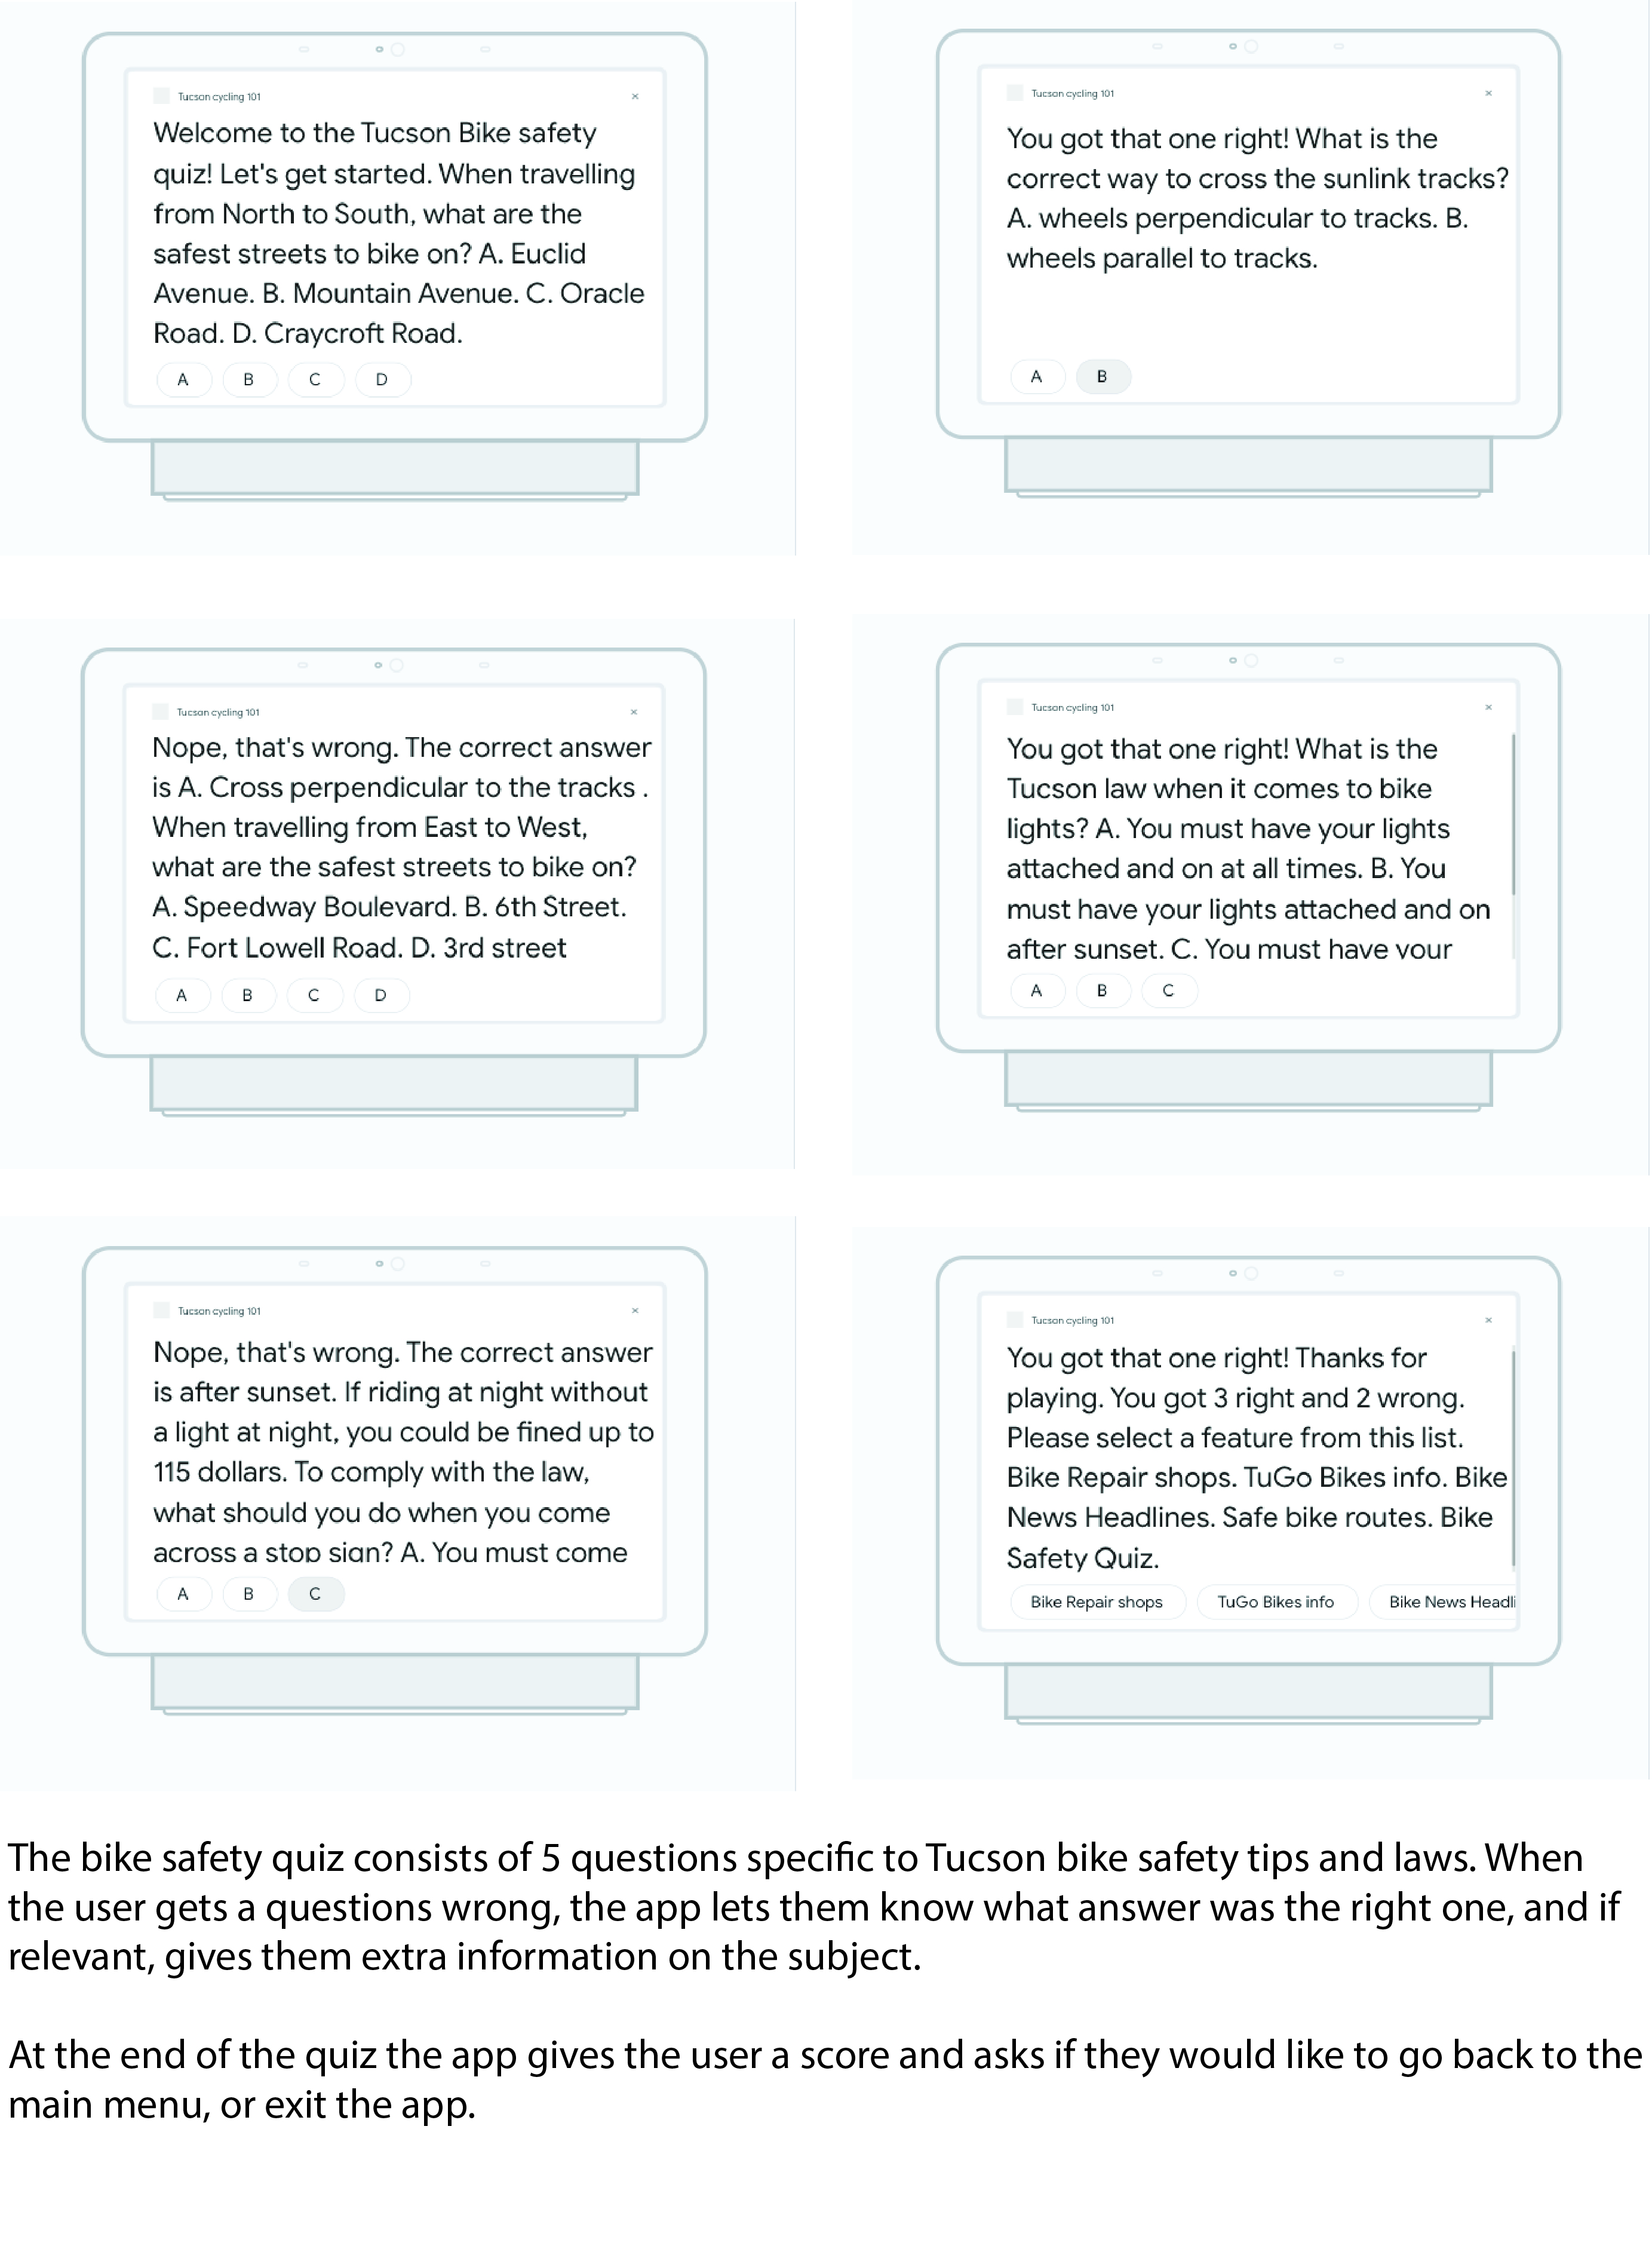 Tucson cycling 101
×
Welcome to the Tucson Bike safety
quiz! Let's get started. When travelling
from North to South, what are the
safest streets to bike on? A. Euclid
Avenue. B. Mountain Avenue. C. Oracle
Road. D. Craycroft Road.
A B C D
Tucson cycling 101
×
You got that one right! What is the
correct way to cross the sunlink tracks?
A. wheels perpendicular to tracks. B.
wheels parallel to tracks.
A B
Tucson cycling 101
×
Nope, that's wrong. The correct answer
is A. Cross perpendicular to the tracks .
When travelling from East to West,
what are the safest streets to bike on?
A. Speedway Boulevard. B. 6th Street.
C. Fort Lowell Road. D. 3rd street
A B C D
Tucson cycling 101
×
You got that one right! What is the
Tucson law when it comes to bike
lights? A. You must have your lights
attached and on at all times. B. You
must have your lights attached and on
after sunset. C. You must have your
A B C
Tucson cycling 101
×
Nope, that's wrong. The correct answer
is after sunset. If riding at night without
a light at night, you could be fined up to
115 dollars. To comply with the law,
what should you do when you come
across a stop sign? A. You must come
A B C
Tucson cycling 101
×
You got that one right! Thanks for
playing. You got 3 right and 2 wrong.
Please select a feature from this list.
Bike Repair shops. TuGo Bikes info. Bike
News Headlines. Safe bike routes. Bike
Safety Quiz.
Bike Repair shops TuGo Bikes info Bike News Headli
The bike safety quiz consists of 5 questions specific to Tucson bike safety tips and laws. When
the user gets a questions wrong, the app lets them know what answer was the right one, and if
relevant, gives them extra information on the subject.
At the end of the quiz the app gives the user a score and asks if they would like to go back to the
main menu, or exit the app.